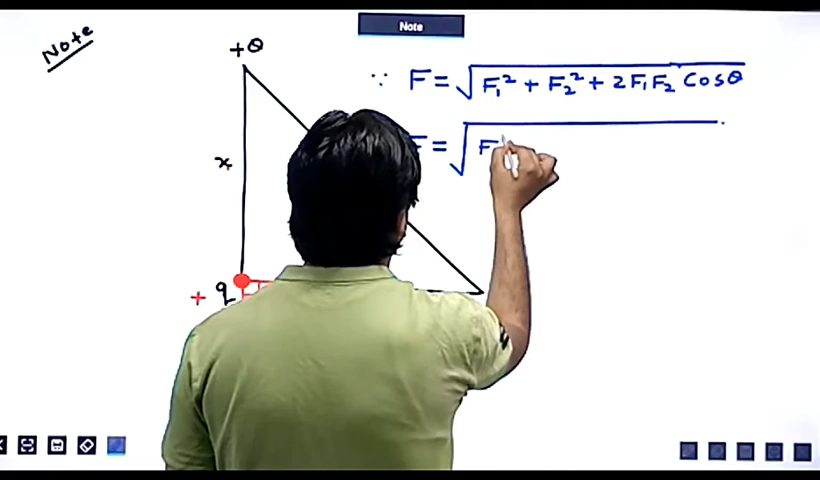 Note
Note
+Q
∵ F = √F₁² + F₂² + 2F₁F₂ Cosθ
x
F = √F
+ q